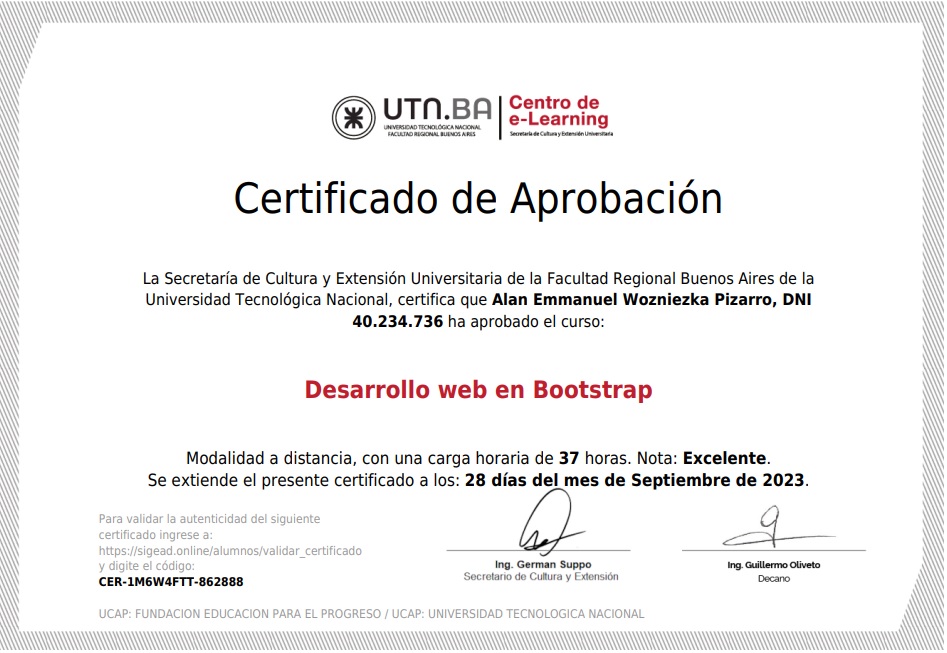 UTN.BA
UNIVERSIDAD TECNOLÓGICA NACIONAL
FACULTAD REGIONAL BUENOS AIRES
Centro de
e-Learning
Secretaría de Cultura y Extensión Universitaria
Certificado de Aprobación
La Secretaría de Cultura y Extensión Universitaria de la Facultad Regional Buenos Aires de la
Universidad Tecnológica Nacional, certifica que Alan Emmanuel Wozniezka Pizarro, DNI
40.234.736 ha aprobado el curso:
Desarrollo web en Bootstrap
Modalidad a distancia, con una carga horaria de 37 horas. Nota: Excelente.
Se extiende el presente certificado a los: 28 días del mes de Septiembre de 2023.
Para validar la autenticidad del siguiente
certificado ingrese a:
https://sigead.online/alumnos/validar_certificado
y digite el código:
CER-1M6W4FTT-862888
Ing. German Suppo
Secretario de Cultura y Extensión
Ing. Guillermo Oliveto
Decano
UCAP: FUNDACION EDUCACION PARA EL PROGRESO / UCAP: UNIVERSIDAD TECNOLOGICA NACIONAL